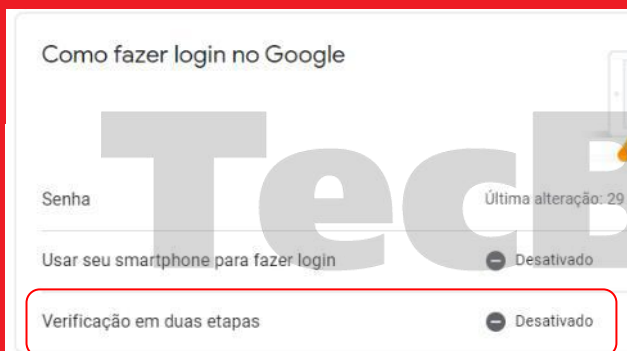 Como fazer login no Google
TecB
Senha Última alteração: 29
Usar seu smartphone para fazer login Desativado
Verificação em duas etapas Desativado